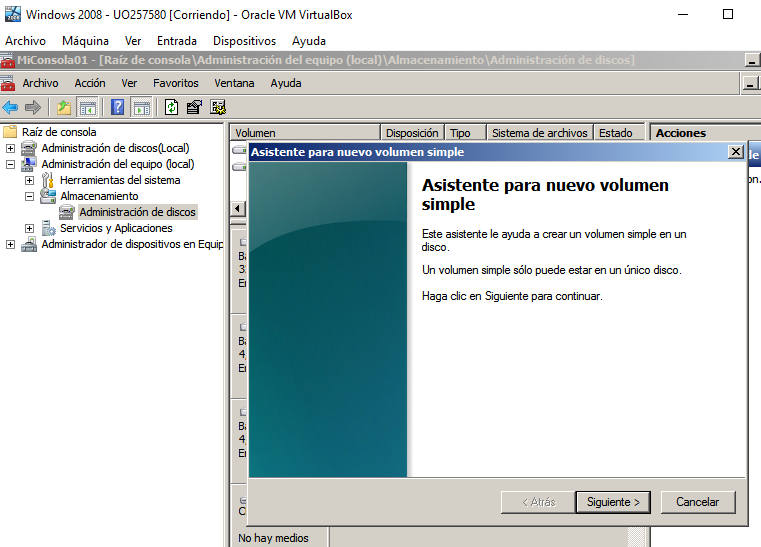 Windows 2008 - UO257580 [Corriendo] - Oracle VM VirtualBox
Archivo Máquina Ver Entrada Dispositivos Ayuda
MiConsola01 - [Raíz de consola\Administración del equipo (local)\Almacenamiento\Administración de discos]
Archivo Acción Ver Favoritos Ventana Ayuda
Raíz de consola
Administración de discos(Local)
Administración del equipo (local)
Herramientas del sistema
Almacenamiento
Administración de discos
Servicios y Aplicaciones
Administrador de dispositivos en Equip
Volumen Disposición Tipo Sistema de archivos Estado Acciones
Asistente para nuevo volumen simple
Asistente para nuevo volumen
simple
Este asistente le ayuda a crear un volumen simple en un
disco.
Un volumen simple sólo puede estar en un único disco.
Haga clic en Siguiente para continuar.
< Atrás Siguiente > Cancelar
No hay medios